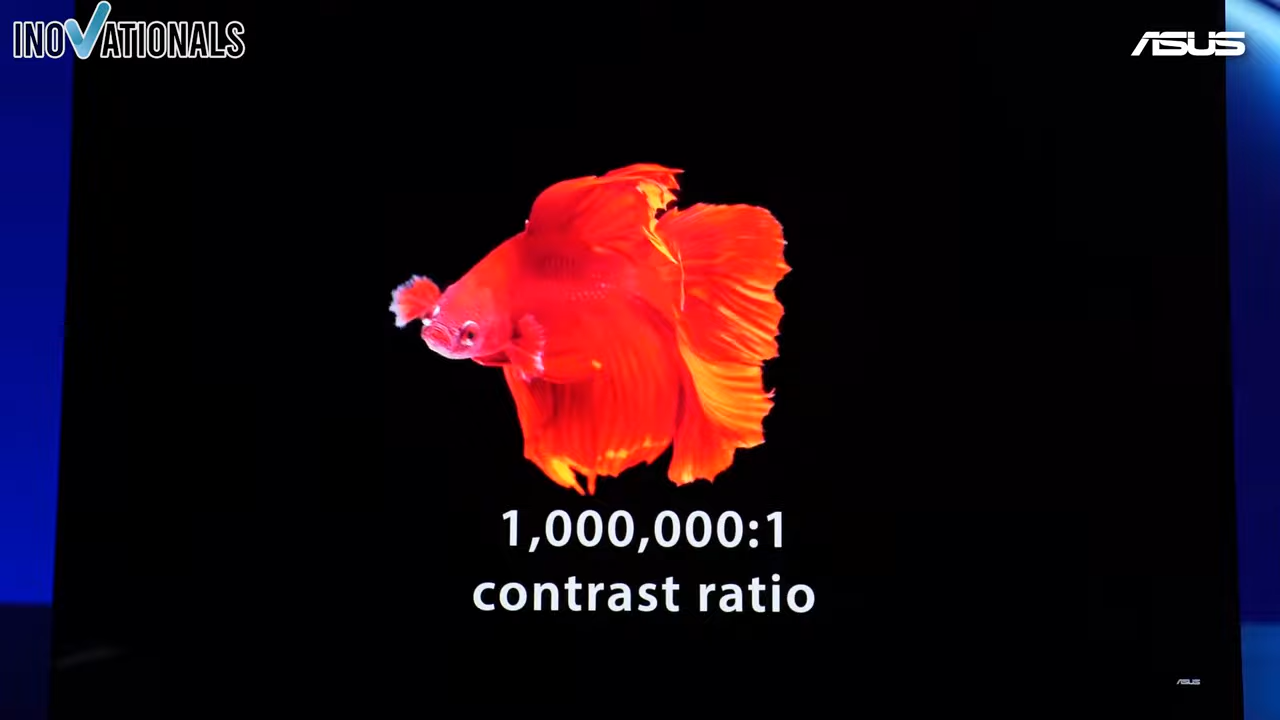 INOVATIONALS
ASUS
1,000,000:1
contrast ratio
ASUS